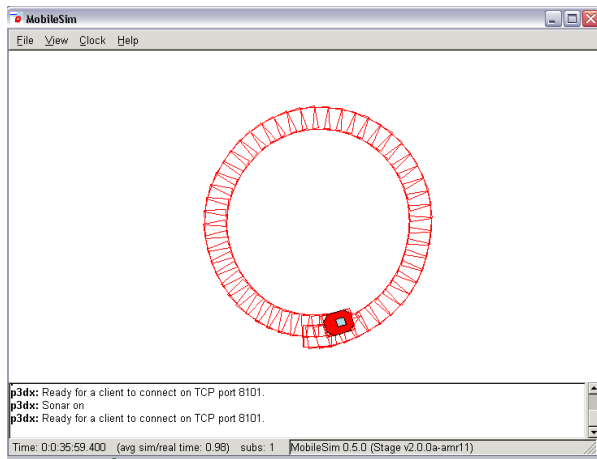 MobileSim
File View Clock Help
p3dx: Ready for a client to connect on TCP port 8101.
p3dx: Sonar on
p3dx: Ready for a client to connect on TCP port 8101.
Time: 0:0:35:59.400 (avg sim/real time: 0.98) subs: 1 MobileSim 0.5.0 (Stage v2.0.0a-amr11)